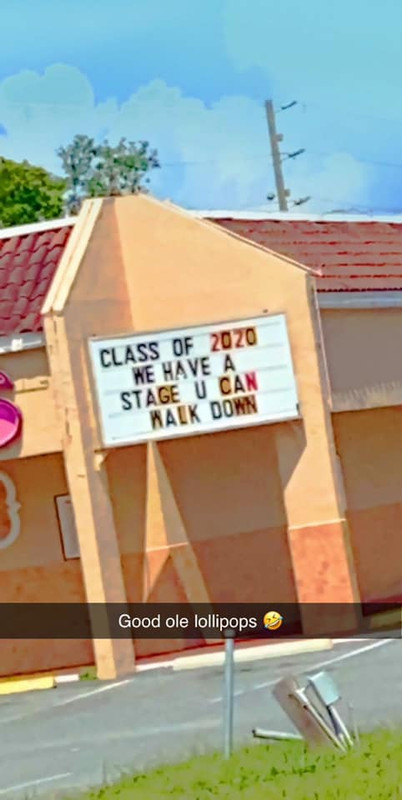 CLASS OF 2020
WE HAVE A
STAGE U CAN
WALK DOWN
Good ole lollipops 🤣